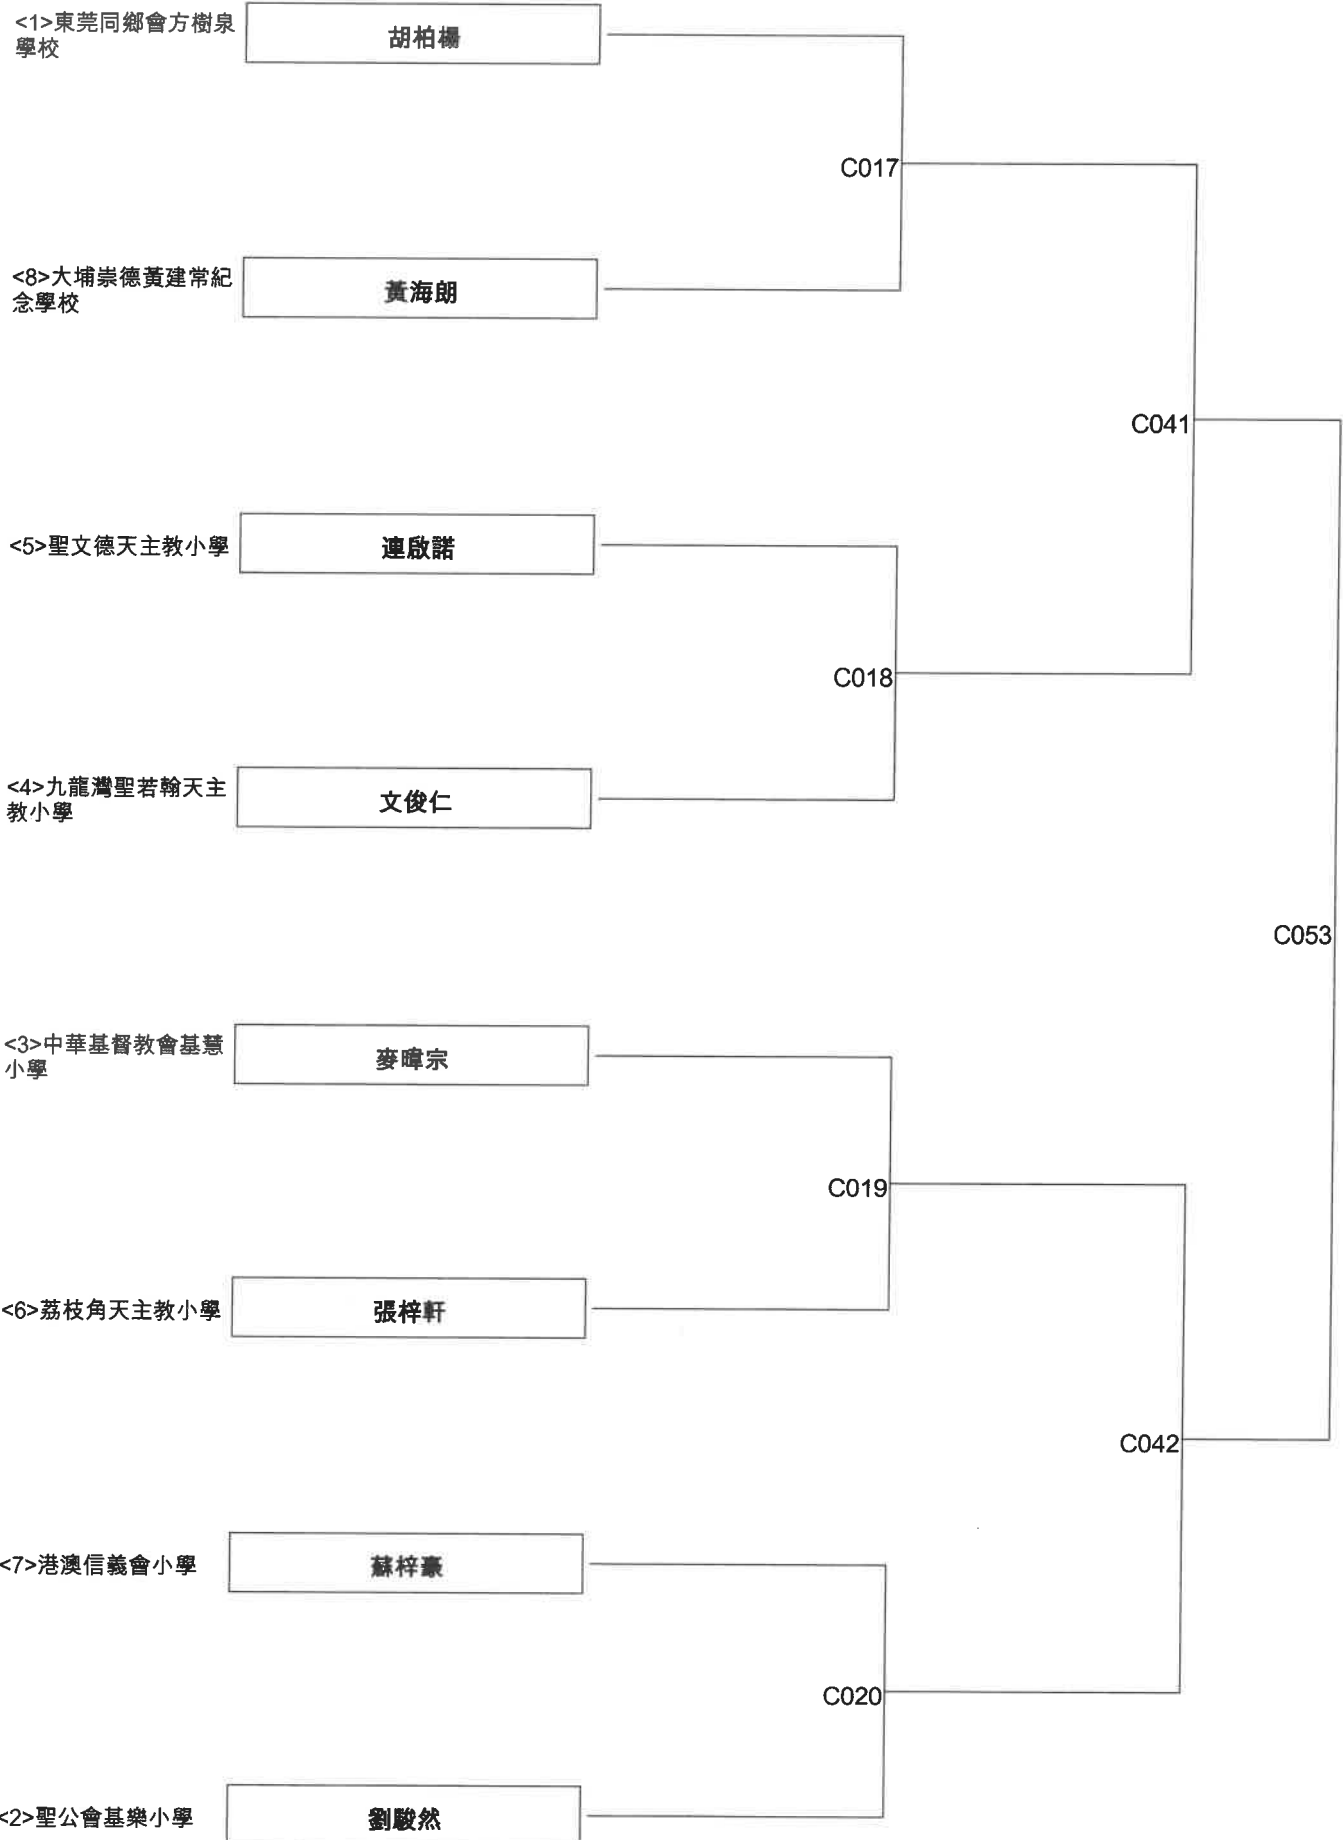 <1>東莞同鄉會方樹泉
學校
胡柏楊
C017
<8>大埔崇德黃建常紀
念學校
黃海朗
C041
<5>聖文德天主教小學
連啟諾
C018
<4>九龍灣聖若翰天主
教小學
文俊仁
C053
<3>中華基督教會基慧
小學
麥暐宗
C019
<6>荔枝角天主教小學
張梓軒
C042
<7>港澳信義會小學
蘇梓豪
C020
<2>聖公會基樂小學
劉駿然